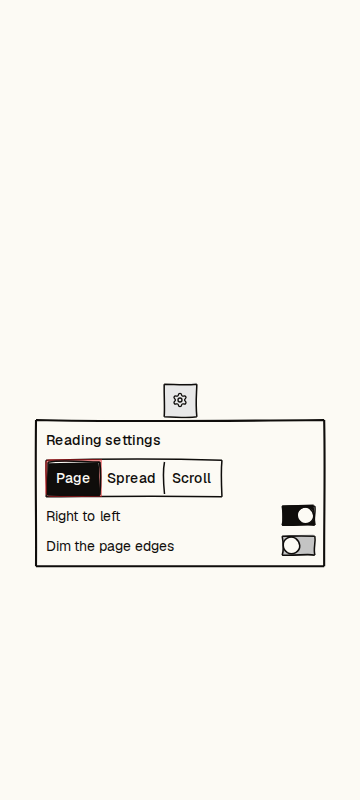 Reading settings
Page Spread Scroll
Right to left
Dim the page edges